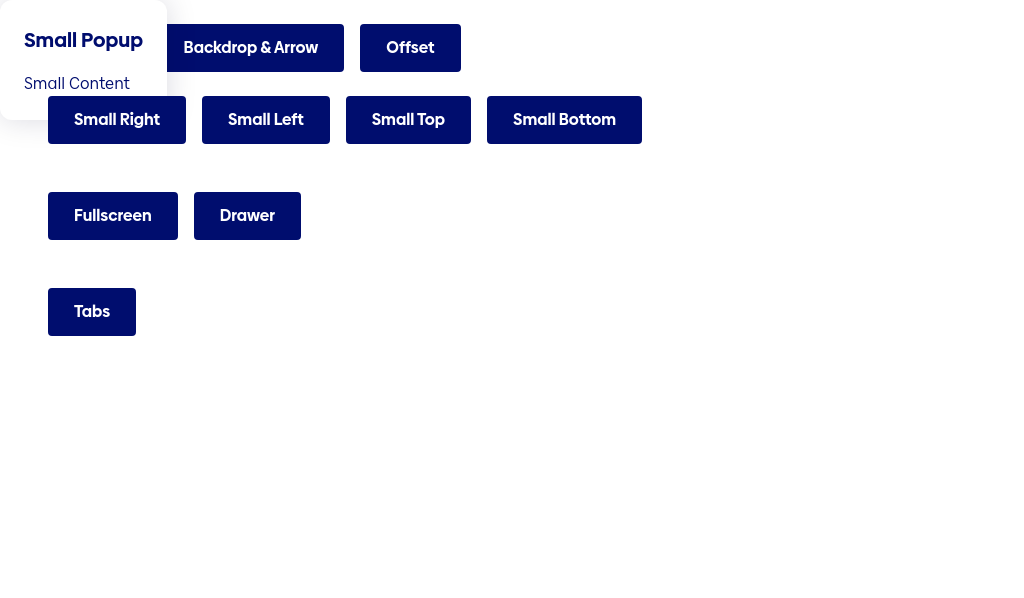 Small Popup
Small Content
Backdrop & Arrow
Offset
Small Right
Small Left
Small Top
Small Bottom
Fullscreen
Drawer
Tabs